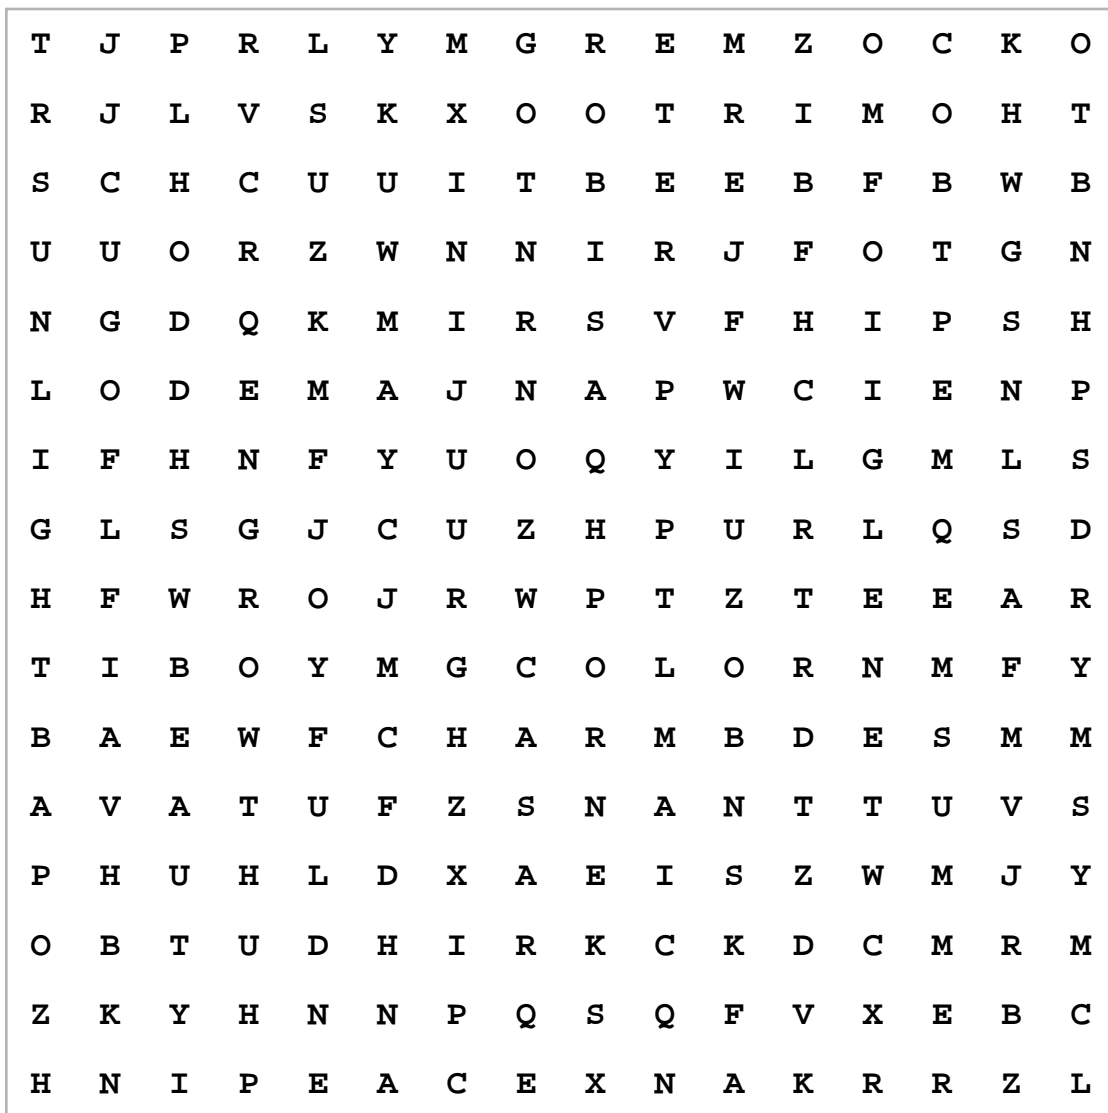 T J P R L Y M G R E M Z O C K O
R J L V S K X O O T R I M O H T
S C H C U U I T B E E B F B W B
U U O R Z W N N I R J F O T G N
N G D Q K M I R S V F H I P S H
L O D E M A J N A P W C I E N P
I F H N F Y U O Q Y I L G M L S
G L S G J C U Z H P U R L Q S D
H F W R O J R W P T Z T E E A R
T I B O Y M G C O L O R N M F Y
B A E W F C H A R M B D E S M M
A V A T U F Z S N A N T T U V S
P H U H L D X A E I S Z W M J Y
O B T U D H I R K C K D C M R M
Z K Y H N N P Q S Q F V X E B C
H N I P E A C E X N A K R R Z L